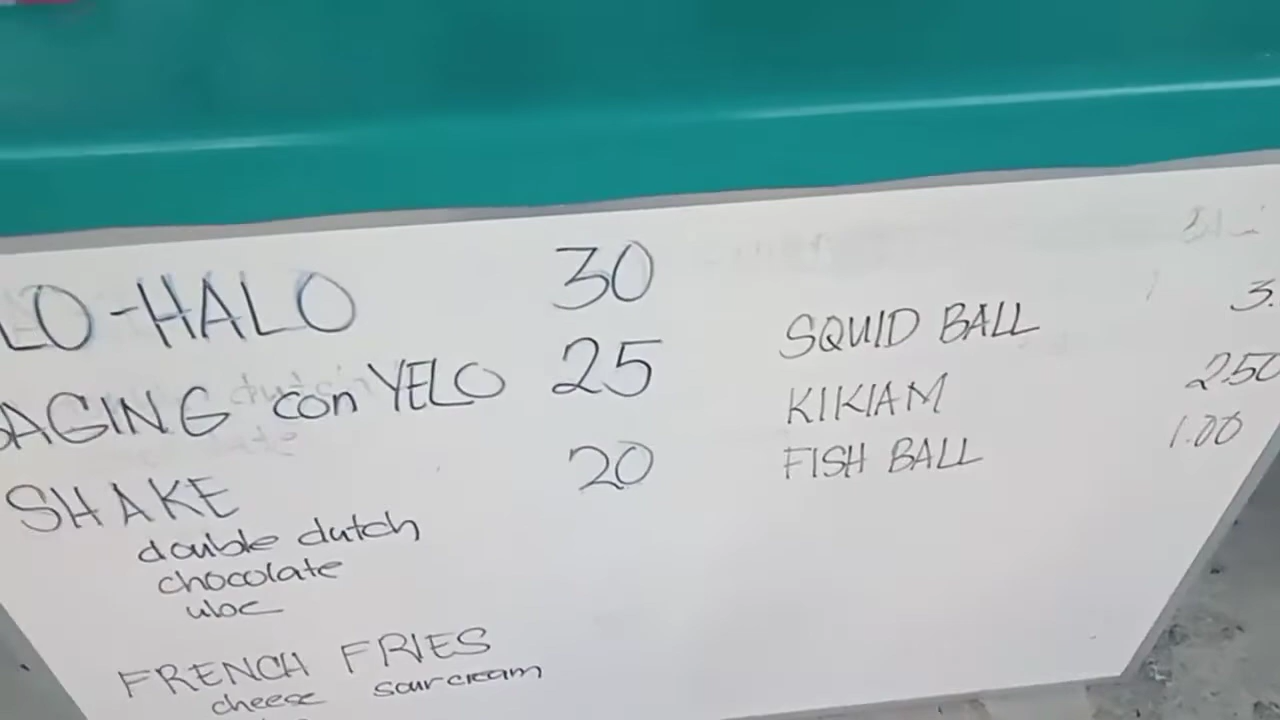 LO-HALO 30
AGING con YELO 25
SHAKE 20
double dutch
chocolate
ube
FRENCH FRIES
cheese sourcream
SQUID BALL 3.
KIKIAM 2.50
FISH BALL 1.00